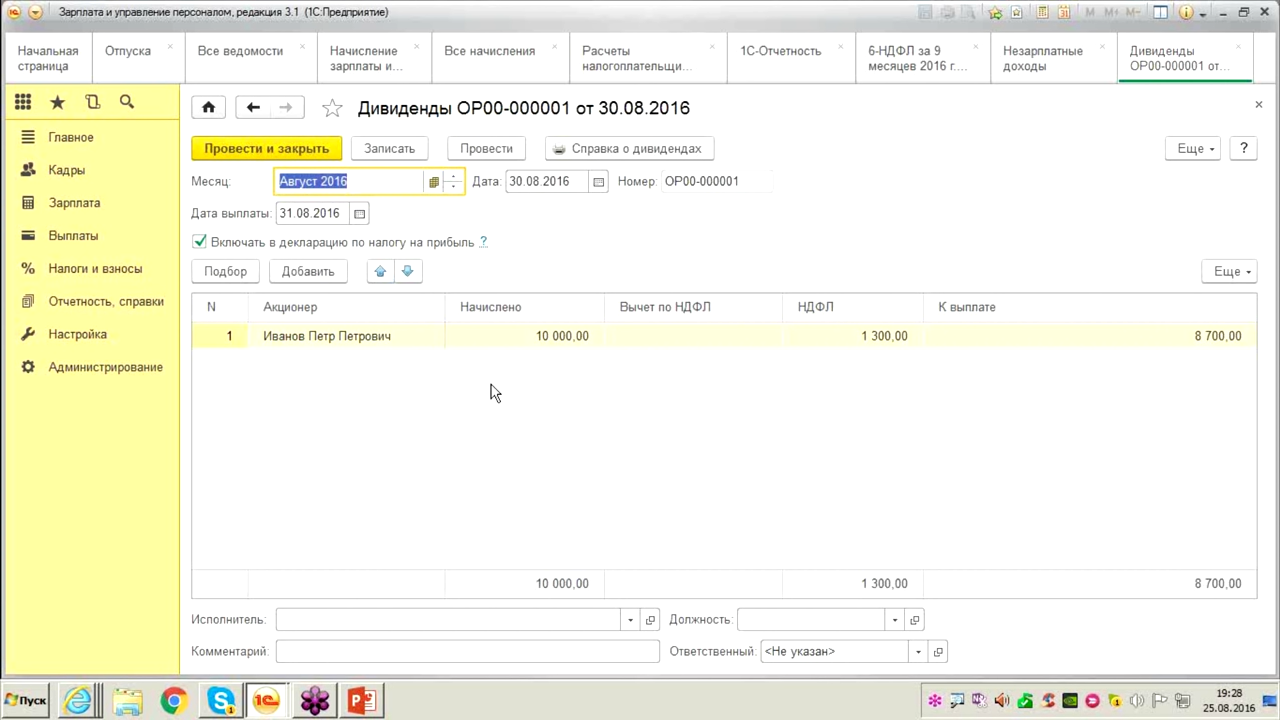 Зарплата и управление персоналом, редакция 3.1 (1С:Предприятие)
M M+ M-
Начальная страница
Отпуска
Все ведомости
Начисление зарплаты и...
Все начисления
Расчеты налогоплательщи...
1С-Отчетность
6-НДФЛ за 9 месяцев 2016 г....
Незарплатные доходы
Дивиденды ОР00-000001 от...
Главное
Кадры
Зарплата
Выплаты
Налоги и взносы
Отчетность, справки
Настройка
Администрирование
Дивиденды ОР00-000001 от 30.08.2016
Провести и закрыть Записать Провести Справка о дивидендах Еще ?
Месяц: Август 2016 Дата: 30.08.2016 Номер: ОР00-000001
Дата выплаты: 31.08.2016
Включать в декларацию по налогу на прибыль ?
Подбор Добавить Еще
N Акционер Начислено Вычет по НДФЛ НДФЛ К выплате
1 Иванов Петр Петрович 10 000,00 1 300,00 8 700,00
10 000,00 1 300,00 8 700,00
Исполнитель: Должность:
Комментарий: Ответственный: <Не указан>
Пуск
19:28
25.08.2016